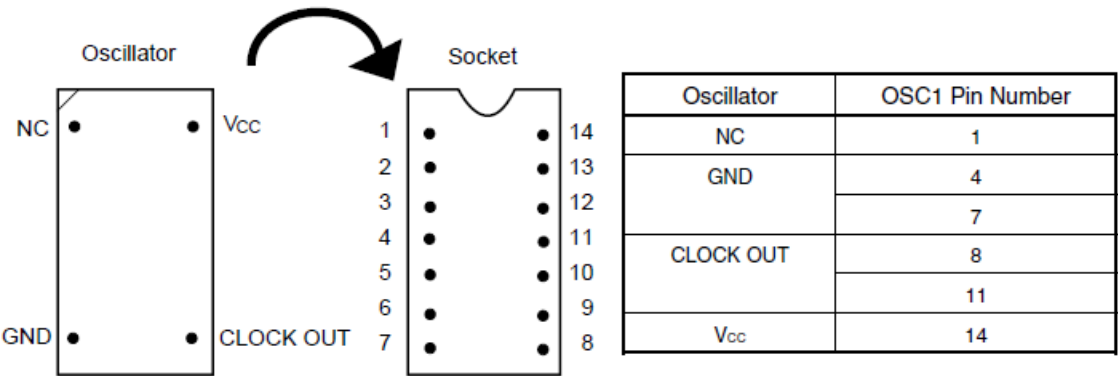 Oscillator
NC
Vcc
GND
CLOCK OUT
Socket
1 14
2 13
3 12
4 11
5 10
6 9
7 8
Oscillator OSC1 Pin Number
NC 1
GND 4
7
CLOCK OUT 8
11
Vcc 14